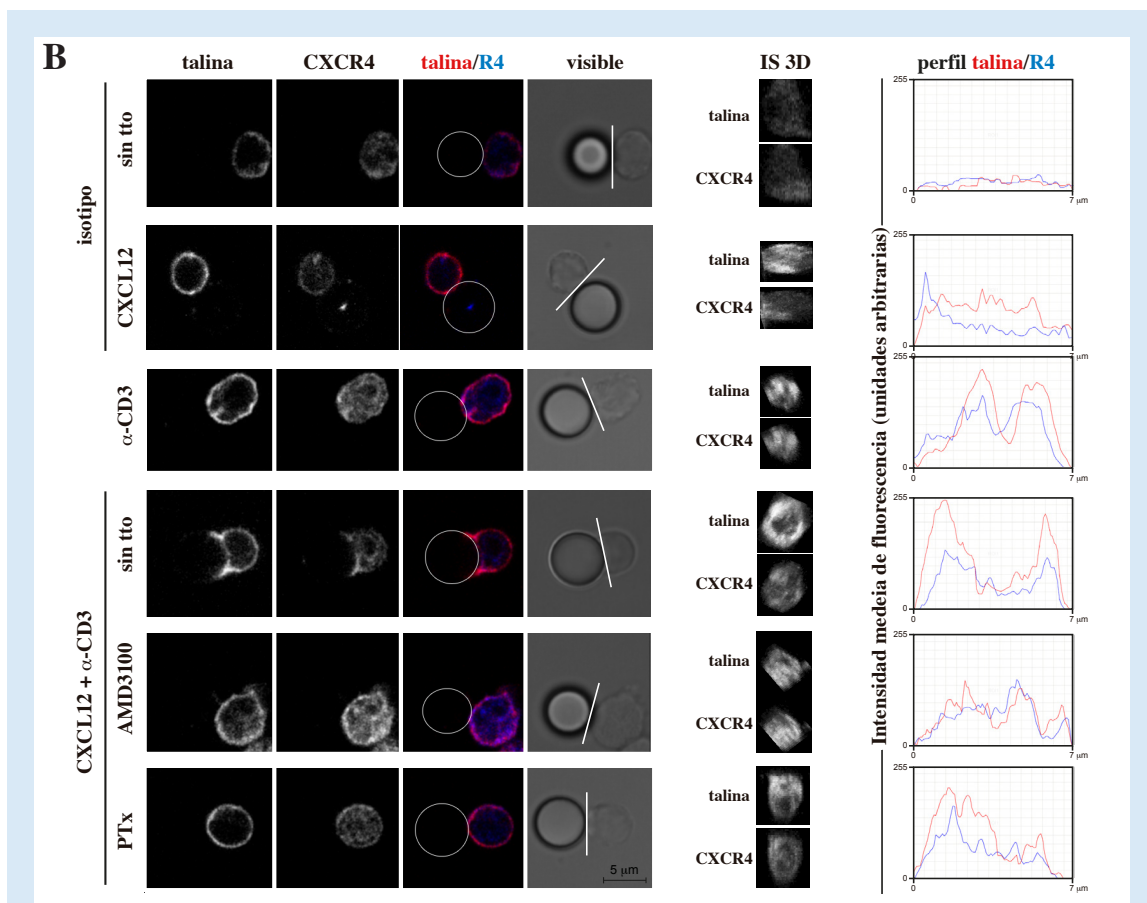 B
talina CXCR4 talina/R4 visible IS 3D perfil talina/R4
isotipo
sin tto
talina
CXCR4
255
0
0 7 μm
CXCL12
talina
CXCR4
255
0
0 7 μm
α-CD3
talina
CXCR4
255
0
0 7 μm
CXCL12 + α-CD3
sin tto
talina
CXCR4
255
0
0 7 μm
AMD3100
talina
CXCR4
255
0
0 7 μm
PTx
5 μm
talina
CXCR4
255
0
0 7 μm
Intensidad medeia de fluorescencia (unidades arbitrarias)